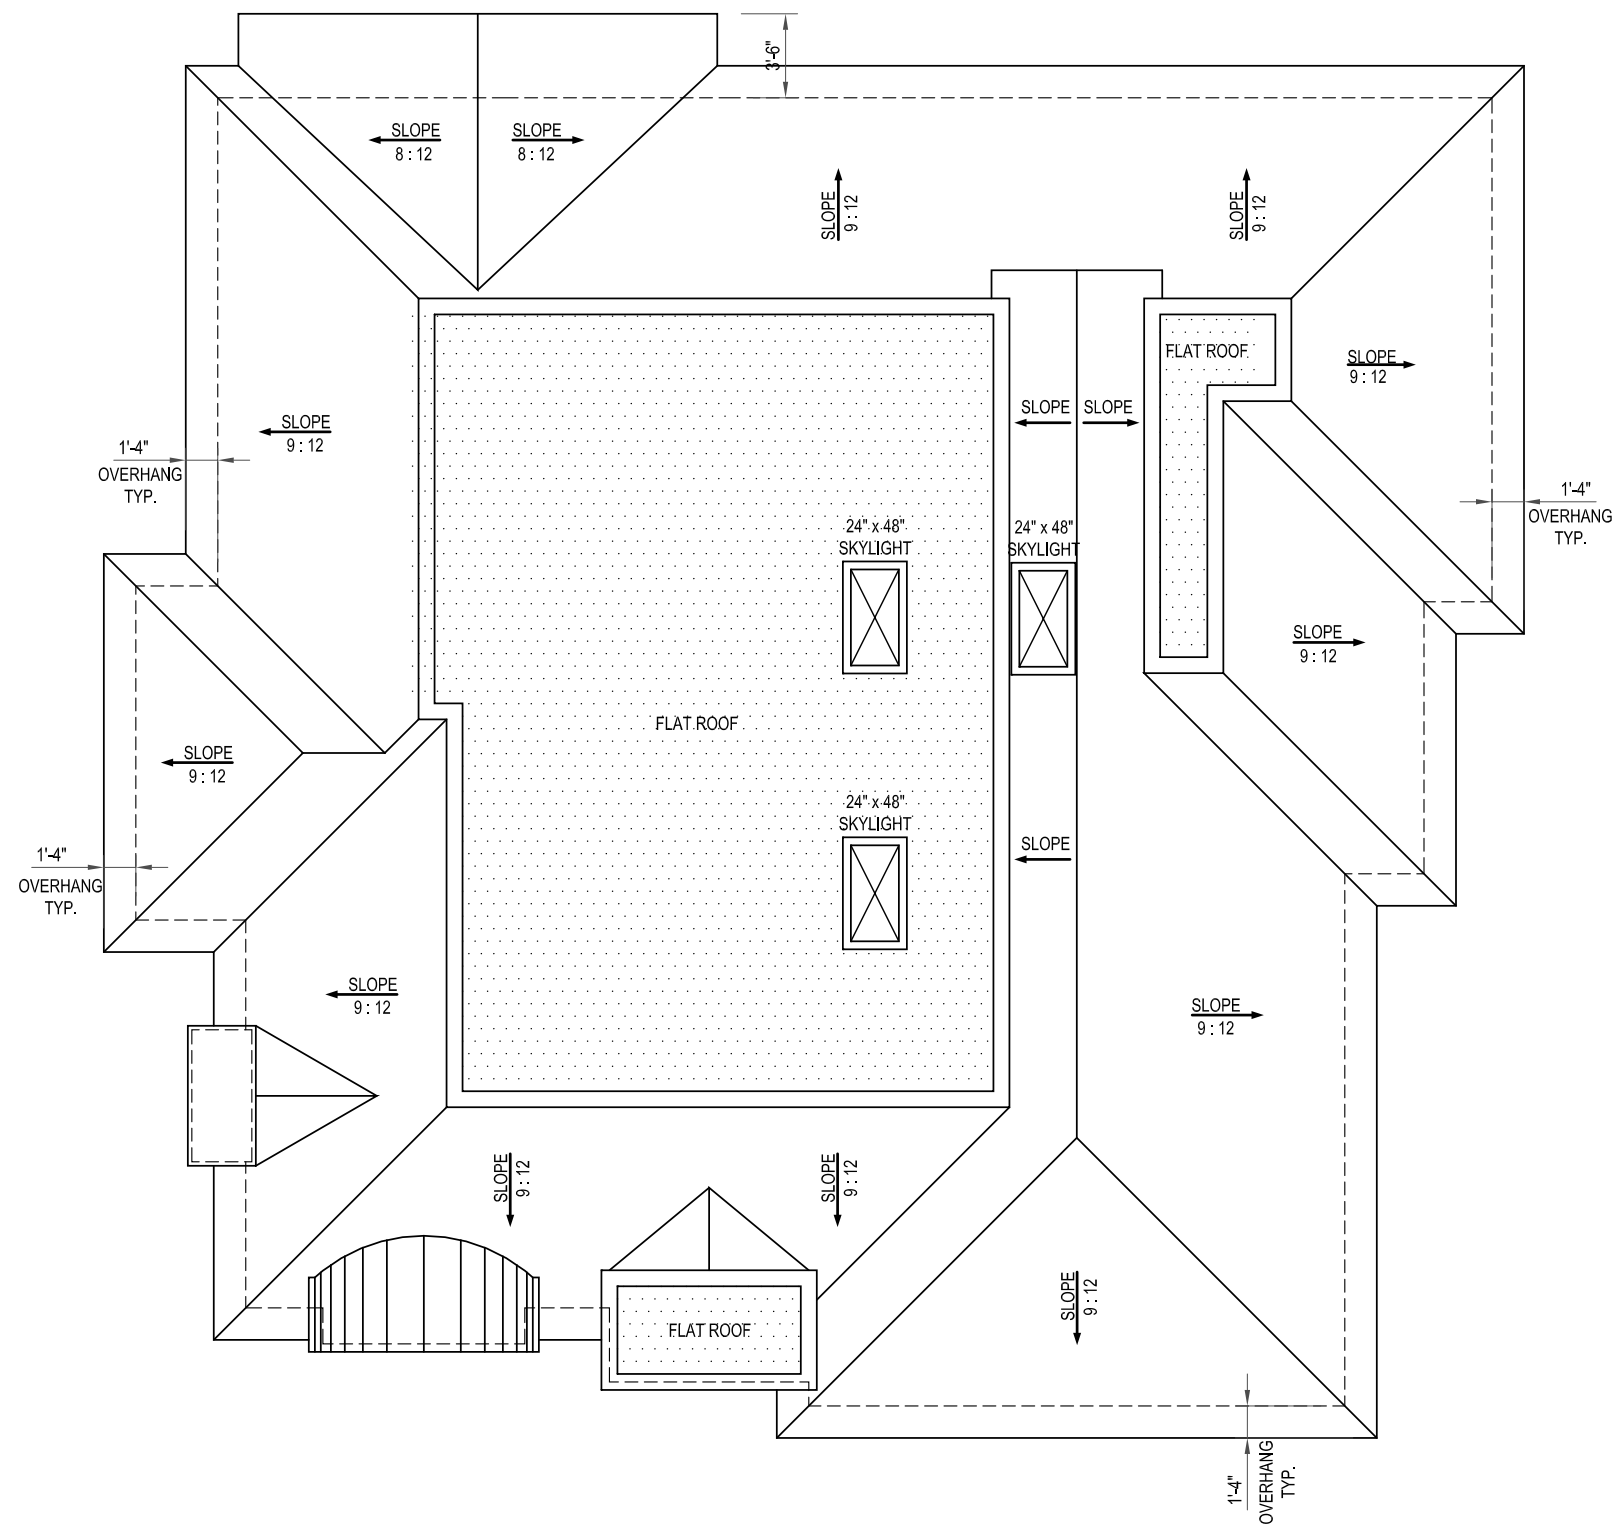 3'-6"
SLOPE
8 : 12
SLOPE
8 : 12
SLOPE
9 : 12
SLOPE
9 : 12
FLAT ROOF
SLOPE
9 : 12
SLOPE
SLOPE
SLOPE
9 : 12
1'-4"
OVERHANG
TYP.
1'-4"
OVERHANG
TYP.
24" x 48"
SKYLIGHT
24" x 48"
SKYLIGHT
SLOPE
9 : 12
FLAT ROOF
SLOPE
9 : 12
24" x 48"
SKYLIGHT
SLOPE
1'-4"
OVERHANG
TYP.
SLOPE
9 : 12
SLOPE
9 : 12
SLOPE
9 : 12
SLOPE
9 : 12
SLOPE
9 : 12
FLAT ROOF
1'-4"
OVERHANG
TYP.